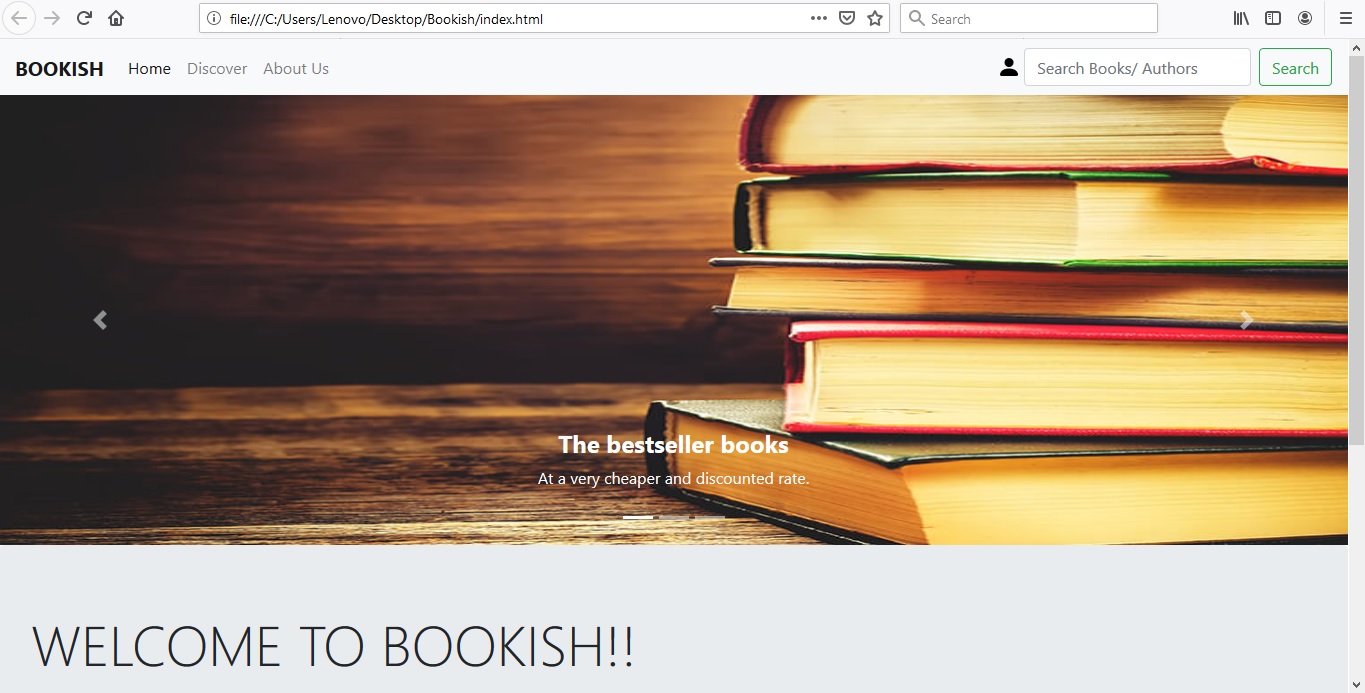 file:///C:/Users/Lenovo/Desktop/Bookish/index.html
Search
BOOKISH Home Discover About Us Search Books/ Authors Search
The bestseller books
At a very cheaper and discounted rate.
WELCOME TO BOOKISH!!